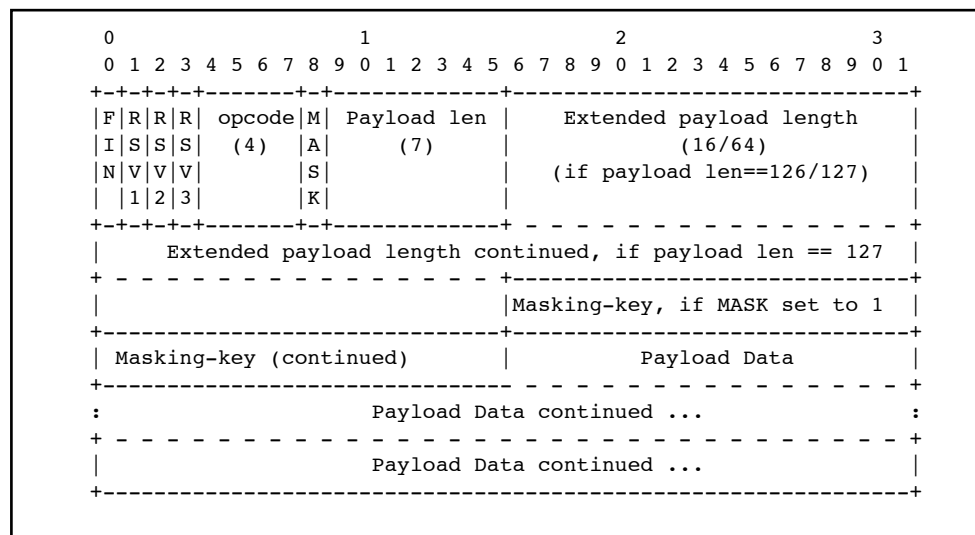 0                   1                   2                   3
0 1 2 3 4 5 6 7 8 9 0 1 2 3 4 5 6 7 8 9 0 1 2 3 4 5 6 7 8 9 0 1
+-+-+-+-+-------+-+-------------+-------------------------------+
|F|R|R|R| opcode|M| Payload len |    Extended payload length    |
|I|S|S|S|  (4)  |A|     (7)     |             (16/64)           |
|N|V|V|V|       |S|             |   (if payload len==126/127)   |
| |1|2|3|       |K|             |                               |
+-+-+-+-+-------+-+-------------+ - - - - - - - - - - - - - - - +
|     Extended payload length continued, if payload len == 127  |
+ - - - - - - - - - - - - - - - +-------------------------------+
|                               |Masking-key, if MASK set to 1  |
+-------------------------------+-------------------------------+
| Masking-key (continued)       |          Payload Data         |
+-------------------------------- - - - - - - - - - - - - - - - +
:                     Payload Data continued ...                :
+ - - - - - - - - - - - - - - - - - - - - - - - - - - - - - - - +
|                     Payload Data continued ...                |
+---------------------------------------------------------------+